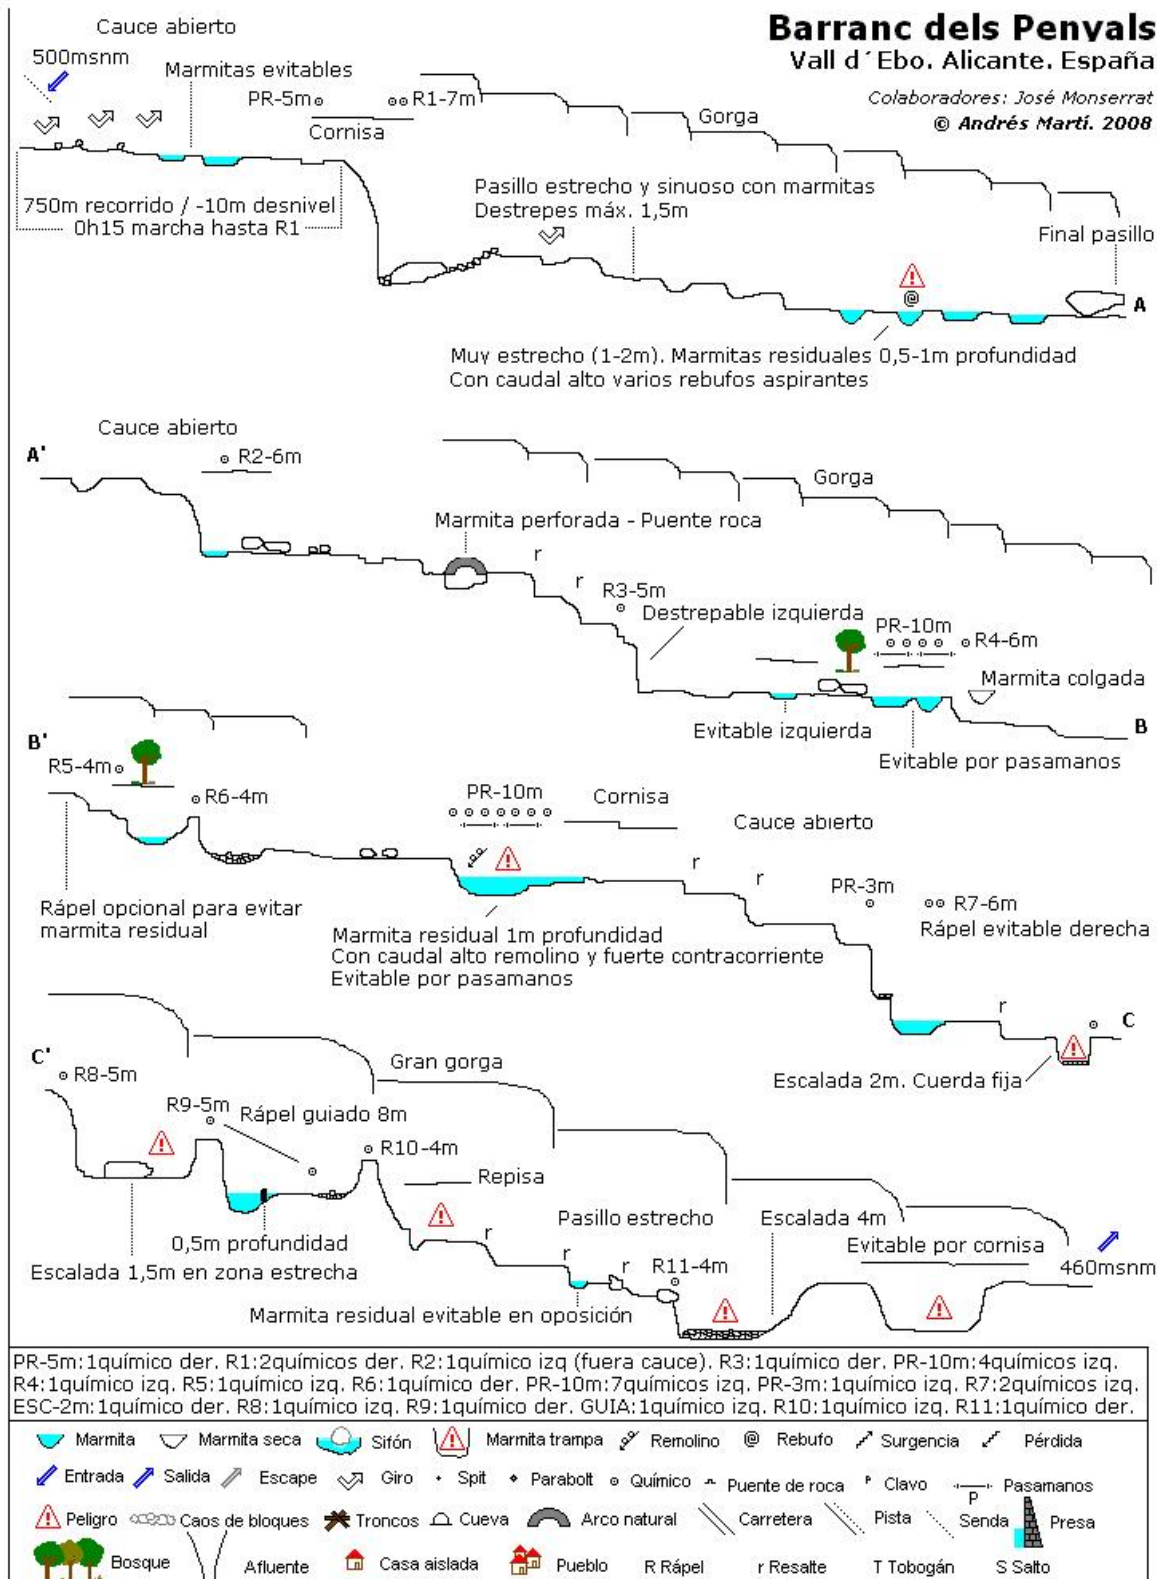 Barranc dels Penyals
Vall d´Ebo. Alicante. España
Colaboradores: José Monserrat
© Andrés Martí. 2008
Cauce abierto
500msnm
Marmitas evitables
PR-5m
R1-7m
Cornisa
Gorga
750m recorrido / -10m desnivel
0h15 marcha hasta R1
Pasillo estrecho y sinuoso con marmitas
Destrepes máx. 1,5m
Final pasillo
@
A
Muy estrecho (1-2m). Marmitas residuales 0,5-1m profundidad
Con caudal alto varios rebufos aspirantes
Cauce abierto
A'
R2-6m
Gorga
Marmita perforada - Puente roca
r
r
R3-5m
Destrepable izquierda
PR-10m
R4-6m
Marmita colgada
Evitable izquierda
B
Evitable por pasamanos
B'
R5-4m
R6-4m
PR-10m
Cornisa
Cauce abierto
r
r
PR-3m
R7-6m
Rápel evitable derecha
Rápel opcional para evitar
marmita residual
Marmita residual 1m profundidad
Con caudal alto remolino y fuerte contracorriente
Evitable por pasamanos
r
C
Escalada 2m. Cuerda fija
C'
R8-5m
Gran gorga
R9-5m
Rápel guiado 8m
R10-4m
Repisa
Pasillo estrecho
Escalada 4m
Evitable por cornisa
460msnm
0,5m profundidad
r
r
r
R11-4m
Escalada 1,5m en zona estrecha
Marmita residual evitable en oposición
PR-5m:1químico der. R1:2químicos der. R2:1químico izq (fuera cauce). R3:1químico der. PR-10m:4químicos izq.
R4:1químico izq. R5:1químico izq. R6:1químico der. PR-10m:7químicos izq. PR-3m:1químico izq. R7:2químicos izq.
ESC-2m:1químico der. R8:1químico izq. R9:1químico der. GUIA:1químico izq. R10:1químico izq. R11:1químico der.
Marmita Marmita seca Sifón Marmita trampa Remolino @ Rebufo Surgencia Pérdida
Entrada Salida Escape Giro Spit Parabolt Químico Puente de roca Clavo P Pasamanos
Peligro Caos de bloques Troncos Cueva Arco natural Carretera Pista Senda Presa
Bosque Afluente Casa aislada Pueblo R Rápel r Resalte T Tobogán S Salto